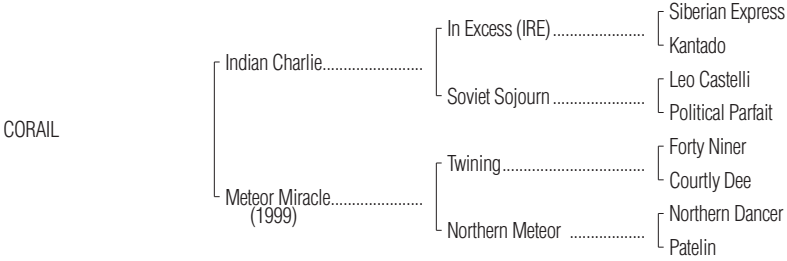 Siberian Express
In Excess (IRE)......................
Kantado
Indian Charlie........................
Leo Castelli
Soviet Sojourn ......................
Political Parfait
CORAIL
Forty Niner
Twining..................................
Courtly Dee
Meteor Miracle......................
(1999)
Northern Dancer
Northern Meteor ..................
Patelin